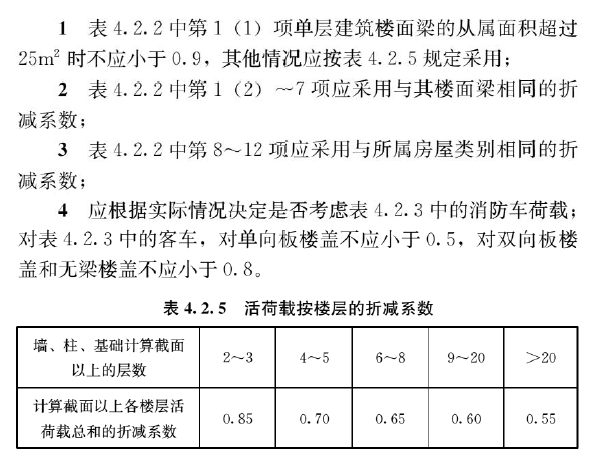 1 表 4.2.2 中第 1（1）项单层建筑楼面梁的从属面积超过
25m² 时不应小于 0.9，其他情况应按表 4.2.5 规定采用；
2 表 4.2.2 中第 1（2）～7 项应采用与其楼面梁相同的折
减系数；
3 表 4.2.2 中第 8～12 项应采用与所属房屋类别相同的折
减系数；
4 应根据实际情况决定是否考虑表 4.2.3 中的消防车荷载；
对表 4.2.3 中的客车，对单向板楼盖不应小于 0.5，对双向板楼
盖和无梁楼盖不应小于 0.8。
表 4.2.5 活荷载按楼层的折减系数
墙、柱、基础计算截面
以上的层数
2～3 4～5 6～8 9～20 >20
计算截面以上各楼层活
荷载总和的折减系数
0.85 0.70 0.65 0.60 0.55